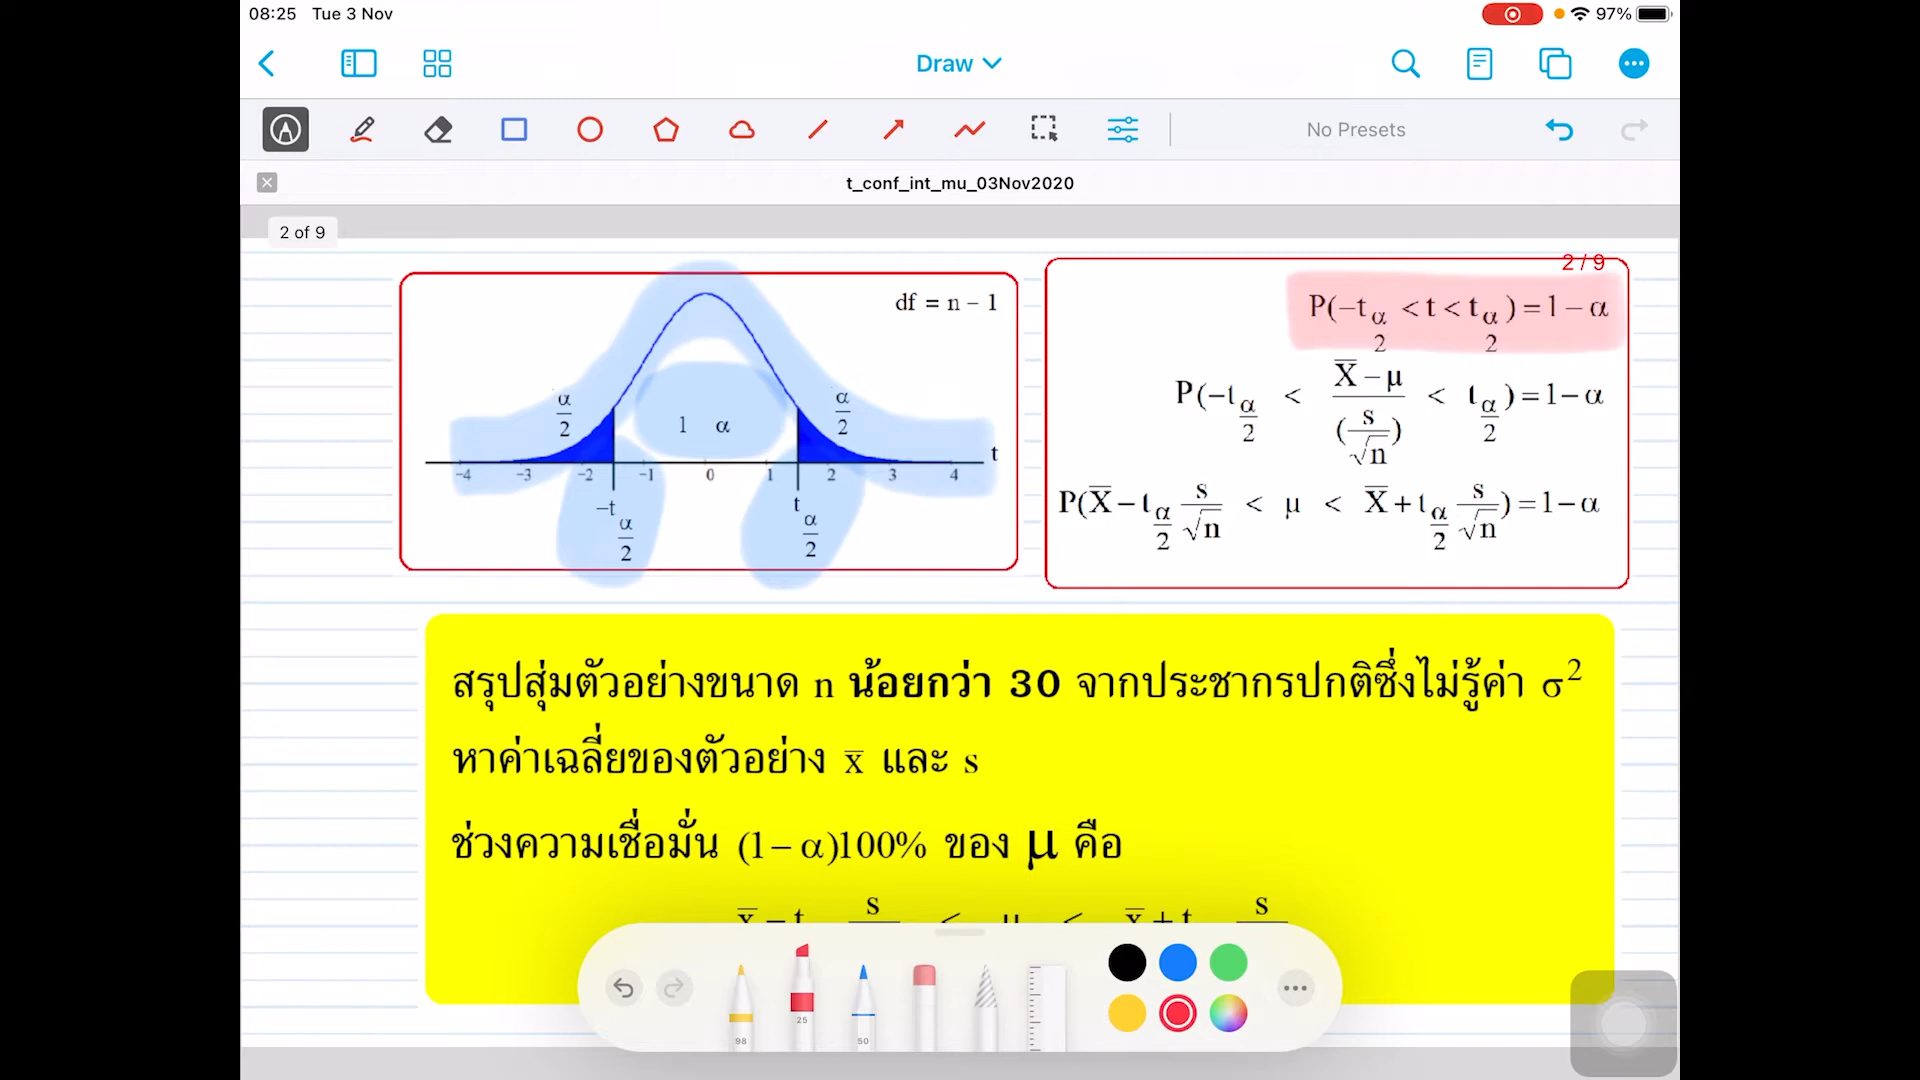 08:25 Tue 3 Nov 97%
Draw
No Presets
t_conf_int_mu_03Nov2020
2 of 9
2 / 9
df = n – 1
α/2 α/2
1 α
t
-4 -3 -2 -1 0 1 2 3 4
–t α/2 t α/2
P(–t α/2 < t < t α/2 ) = 1 – α
P(–t α/2 < (X̄ – μ)/(s/√n) < t α/2 ) = 1 – α
P(X̄ – t α/2 s/√n < μ < X̄ + t α/2 s/√n ) = 1 – α
สรุปสุ่มตัวอย่างขนาด n น้อยกว่า 30 จากประชากรปกติซึ่งไม่รู้ค่า σ²
หาค่าเฉลี่ยของตัวอย่าง x̄ และ s
ช่วงความเชื่อมั่น (1 – α)100% ของ μ คือ
x̄ – t s < μ < x̄ + t s
98 25 50